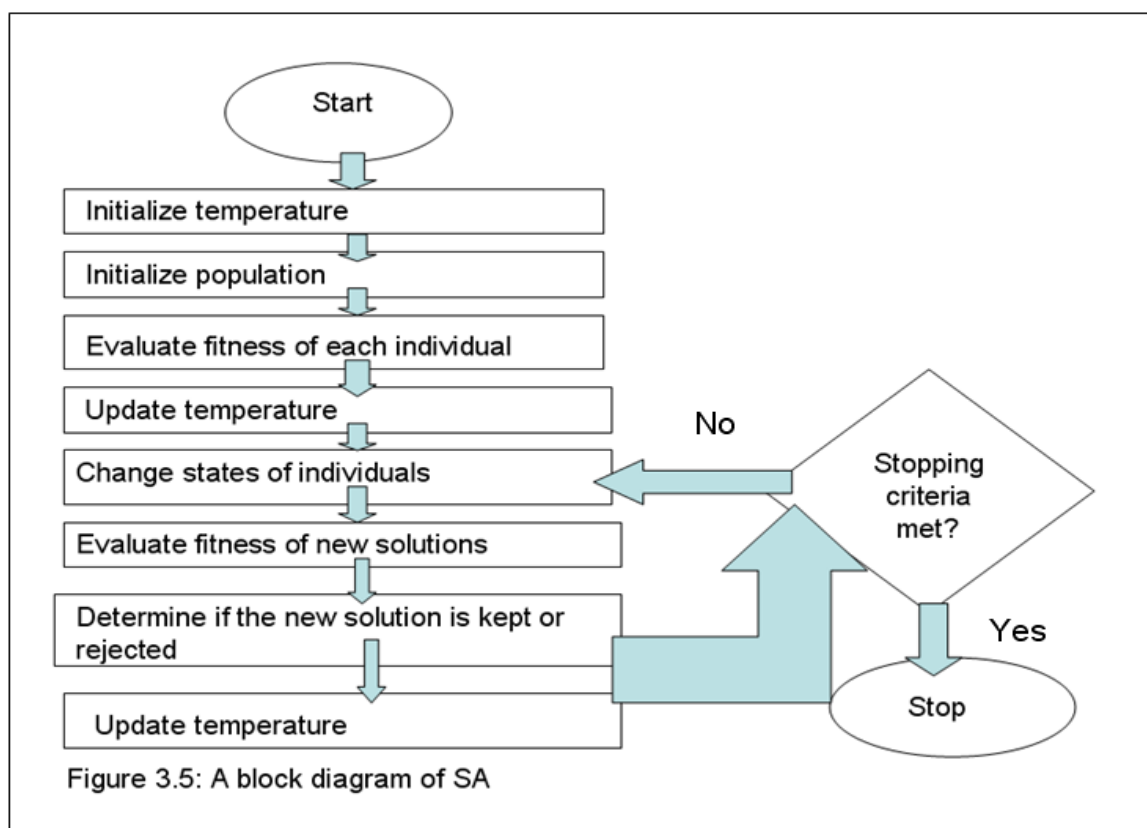 Start
Initialize temperature
Initialize population
Evaluate fitness of each individual
Update temperature
Change states of individuals
Evaluate fitness of new solutions
Determine if the new solution is kept or
rejected
Update temperature
No
Stopping
criteria
met?
Yes
Stop
Figure 3.5: A block diagram of SA